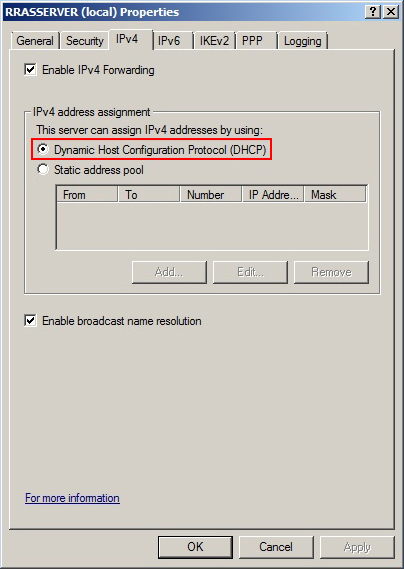 RRASSERVER (local) Properties
General Security IPv4 IPv6 IKEv2 PPP Logging
Enable IPv4 Forwarding
IPv4 address assignment
This server can assign IPv4 addresses by using:
Dynamic Host Configuration Protocol (DHCP)
Static address pool
From To Number IP Addre... Mask
Add... Edit... Remove
Enable broadcast name resolution
For more information
OK Cancel Apply